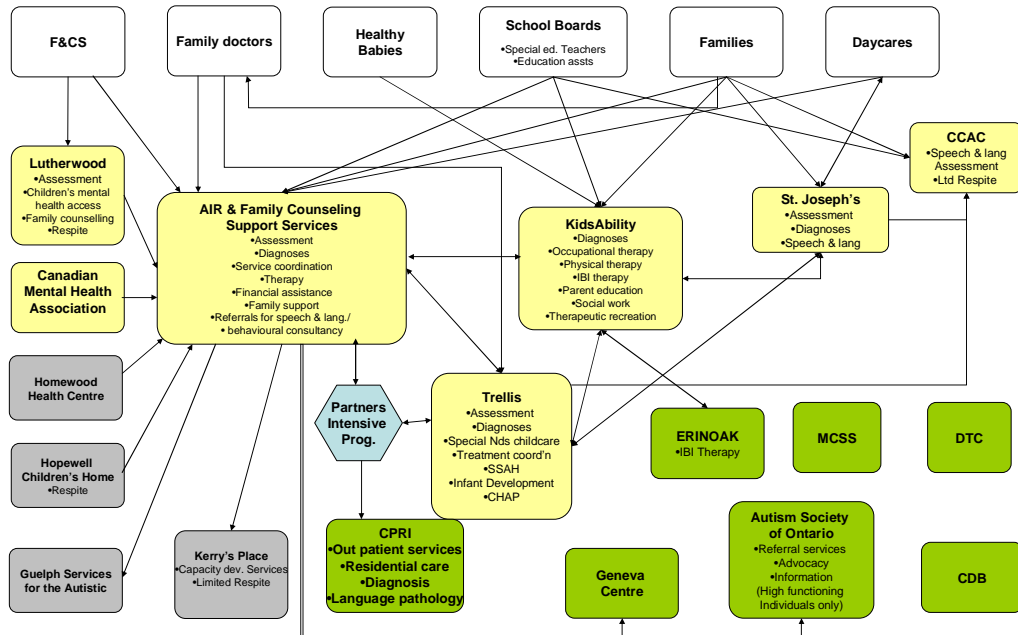 F&CS
Family doctors
Healthy
Babies
School Boards
•Special ed. Teachers
•Education assts
Families
Daycares
Lutherwood
•Assessment
•Children's mental
health access
•Family counselling
•Respite
AIR & Family Counseling
Support Services
•Assessment
•Diagnoses
•Service coordination
•Therapy
•Financial assistance
•Family support
•Referrals for speech & lang./
• behavioural consultancy
KidsAbility
•Diagnoses
•Occupational therapy
•Physical therapy
•IBI therapy
•Parent education
•Social work
•Therapeutic recreation
St. Joseph's
•Assessment
•Diagnoses
•Speech & lang
CCAC
•Speech & lang
Assessment
•Ltd Respite
Canadian
Mental Health
Association
Homewood
Health Centre
Hopewell
Children's Home
•Respite
Guelph Services
for the Autistic
Kerry's Place
•Capacity dev. Services
•Limited Respite
Partners
Intensive
Prog.
Trellis
•Assessment
•Diagnoses
•Special Nds childcare
•Treatment coord'n
•SSAH
•Infant Development
•CHAP
CPRI
•Out patient services
•Residential care
•Diagnosis
•Language pathology
ERINOAK
•IBI Therapy
MCSS
DTC
Geneva
Centre
Autism Society
of Ontario
•Referral services
•Advocacy
•Information
(High functioning
Individuals only)
CDB